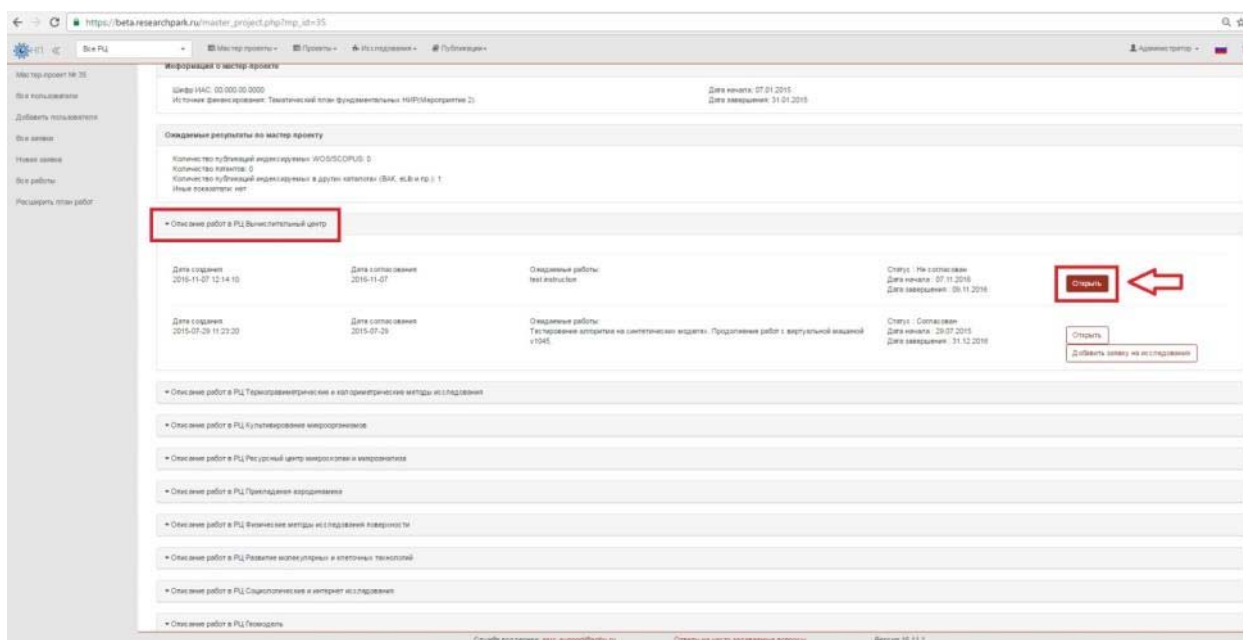 https://beta.researchpark.ru/master_project.php?mp_id=35
Все РЦ
Мастер-проекты
Проекты
Исследования
# Публикации
Администратор
Мастер-проект № 35
Все пользователи
Добавить пользователя
Все заявки
Новая заявка
Все работы
Расширить план работ
Информация о мастер-проекте
Шифр ИАС: 00.000.00.0000
Источник финансирования: Тематический план фундаментальных НИР(Мероприятие 2)
Дата начала: 07.01.2015
Дата завершения: 31.01.2015
Ожидаемые результаты по мастер проекту
Количество публикаций индексируемых WOS/SCOPUS: 0
Количество патентов: 0
Количество публикаций индексируемых в других каталогах (ВАК, eLib и пр.): 1
Иные показатели: нет
Описание работ в РЦ Вычислительный центр
Дата создания
2016-11-07 12:14:10
Дата согласования
2016-11-07
Ожидаемые работы:
test instruction
Статус : Не согласован
Дата начала : 07.11.2016
Дата завершения : 09.11.2016
Открыть
Дата создания
2015-07-29 11:23:20
Дата согласования
2015-07-29
Ожидаемые работы:
Тестирование алгоритма на синтетических моделях. Продолжение работ с виртуальной машиной
v1045.
Статус : Согласован
Дата начала : 29.07.2015
Дата завершения : 31.12.2016
Открыть
Добавить заявку на исследования
Описание работ в РЦ Термогравиметрические и калориметрические методы исследования
Описание работ в РЦ Культивирование микроорганизмов
Описание работ в РЦ Ресурсный центр микроскопии и микроанализа
Описание работ в РЦ Прикладная аэродинамика
Описание работ в РЦ Физические методы исследования поверхности
Описание работ в РЦ Развитие молекулярных и клеточных технологий
Описание работ в РЦ Социологические и интернет исследования
Описание работ в РЦ Геомодель
Служба поддержки:
Ответы на часто задаваемые вопросы